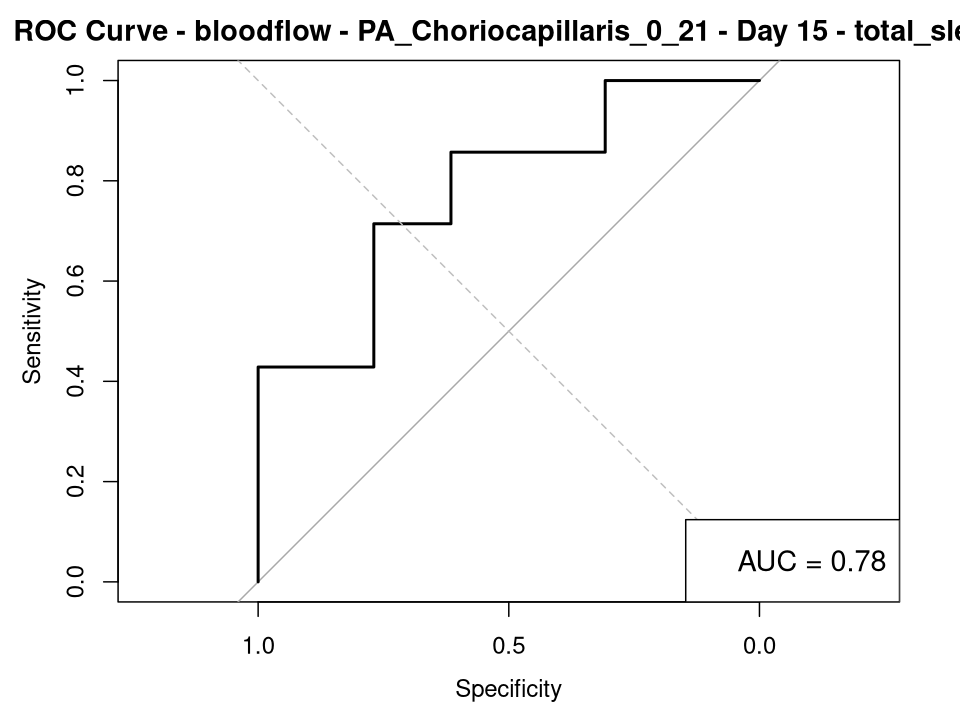 ROC Curve - bloodflow - PA_Choriocapillaris_0_21 - Day 15 -
Sensitivity
1.0
0.8
0.6
0.4
0.2
0.0
AUC = 0.78
1.0 0.5 0.0
Specificity